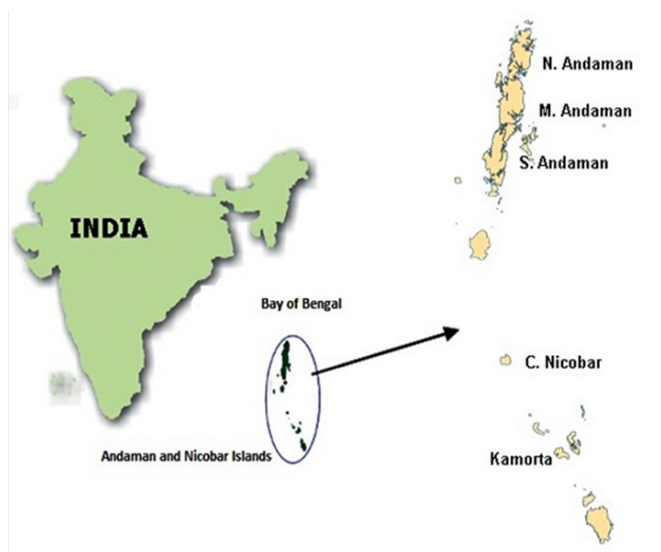 N. Andaman
M. Andaman
S. Andaman
INDIA
Bay of Bengal
C. Nicobar
Andaman and Nicobar Islands
Kamorta